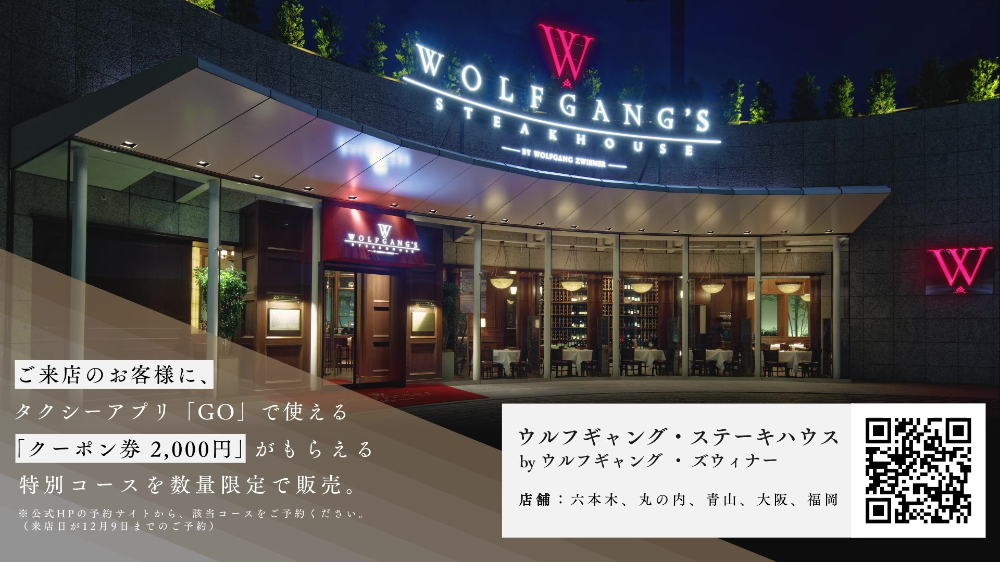 W
WOLFGANG'S
STEAKHOUSE
BY WOLFGANG ZWIENER
W
WOLFGANG'S
STEAKHOUSE
W
ご来店のお客様に、
タクシーアプリ「GO」で使える
「クーポン券 2,000円」がもらえる
特別コースを数量限定で販売。
※公式HPの予約サイトから、該当コースをご予約ください。
（来店日が12月9日までのご予約）
ウルフギャング・ステーキハウス
by ウルフギャング ・ ズウィナー
店舗：六本木、丸の内、青山、大阪、福岡